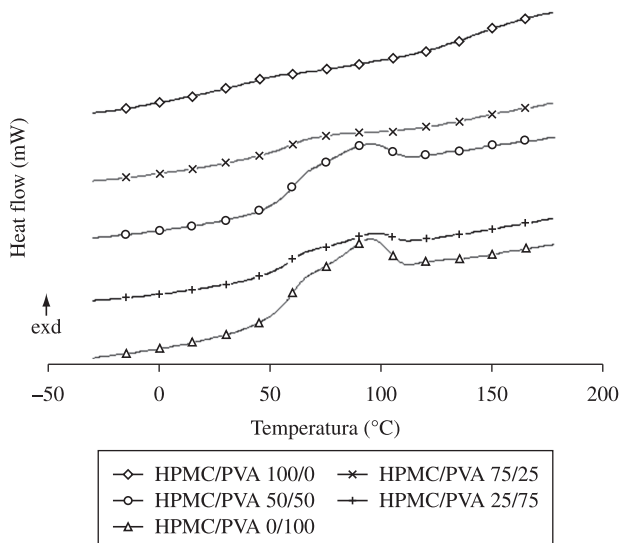 Heat flow (mW)
exd
−50 0 50 100 150 200
Temperatura (°C)
HPMC/PVA 100/0 HPMC/PVA 75/25
HPMC/PVA 50/50 HPMC/PVA 25/75
HPMC/PVA 0/100